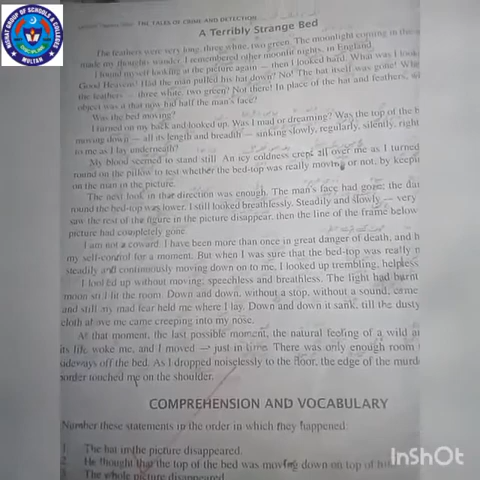 THE TALES OF CRIME AND DETECTION
A Terribly Strange Bed
NISHAT GROUP OF SCHOOLS & COLLEGES
MULTAN
The feathers were very long, three white, two green. The moonlight coming in
made my thoughts wander. I remembered other moonlit nights, in England.
I found myself looking at the picture again — then I looked hard. What was I
Good Heavens! Had the man pulled his hat down? No! The hat itself was gone!
the feathers — three white, two green? Not there! In place of the hat and feathers,
object was it that now hid half the man's face?
Was the bed moving?
I turned on my back and looked up. Was I mad or dreaming? Was the top of the b
moving down — all its length and breadth — sinking slowly, regularly, silently, right
to me as I lay underneath?
My blood seemed to stand still. An icy coldness crept all over me as I turned
round on the pillow to test whether the bed-top was really moving or not, by keepi
on the man in the picture.
The next look in that direction was enough. The man's face had gone; the dar
round the bed-top was lower. I still looked breathlessly. Steadily and slowly — very
saw the rest of the figure in the picture disappear, then the line of the frame below
picture had completely gone.
I am not a coward. I have been more than once in great danger of death, and h
my self-control for a moment. But when I was sure that the bed-top was really m
steadily and continuously moving down on to me, I looked up trembling, helpless
I looked up without moving, speechless and breathless. The light had burnt
moon still lit the room. Down and down, without a stop, without a sound, came
and still my mad fear held me where I lay. Down and down it sank, till the dusty
cloth above me came creeping into my nose.
At that moment, the last possible moment, the natural feeling of a wild an
its life woke me, and I moved — just in time. There was only enough room
sideways off the bed. As I dropped noiselessly to the floor, the edge of the murd
border touched me on the shoulder.
COMPREHENSION AND VOCABULARY
Number these statements in the order in which they happened:
1. The hat in the picture disappeared.
2. He thought that the top of the bed was moving down on top of him.
3. The whole picture disappeared.
InShOt